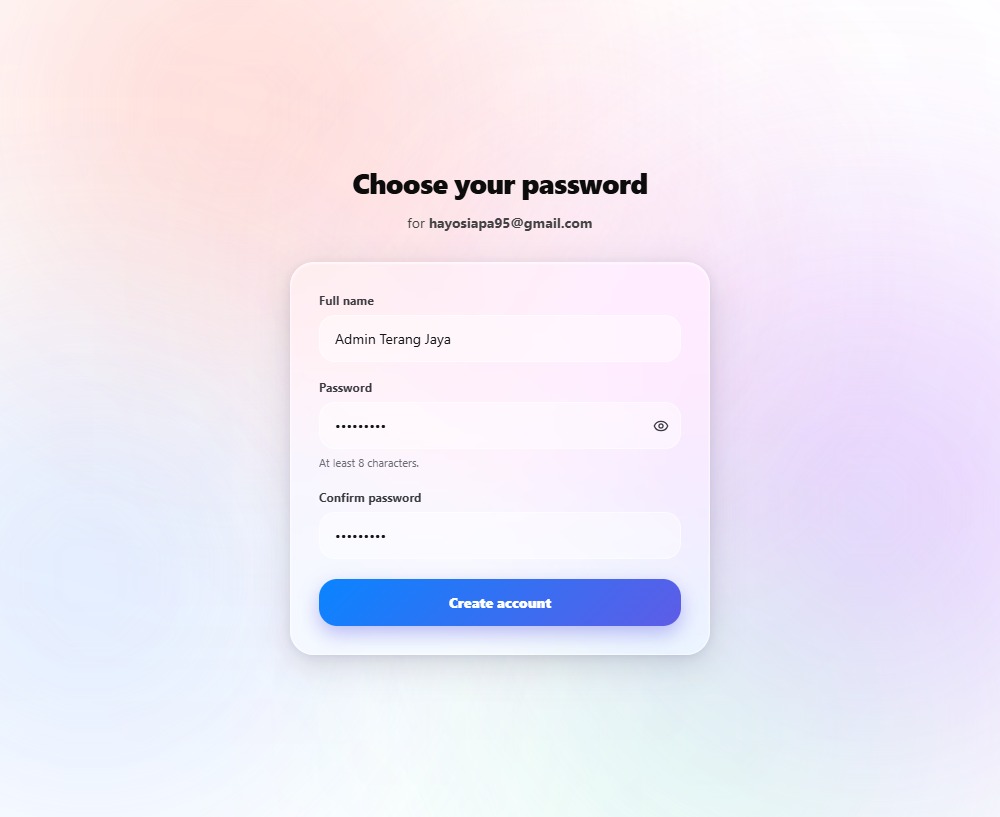 Choose your password
for hayosiapa95@gmail.com
Full name
Admin Terang Jaya
Password
•••••••••
At least 8 characters.
Confirm password
•••••••••
Create account